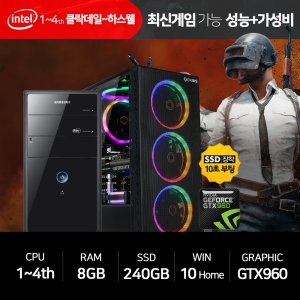 intel 1~4th 클락데일~하스웰 최신게임 가능 성능+가성비
SAMSUNG
SSD 장착
10초 부팅
GEFORCE
GTX960
CPU RAM SSD WIN GRAPHIC
1~4th 8GB 240GB 10 Home GTX960